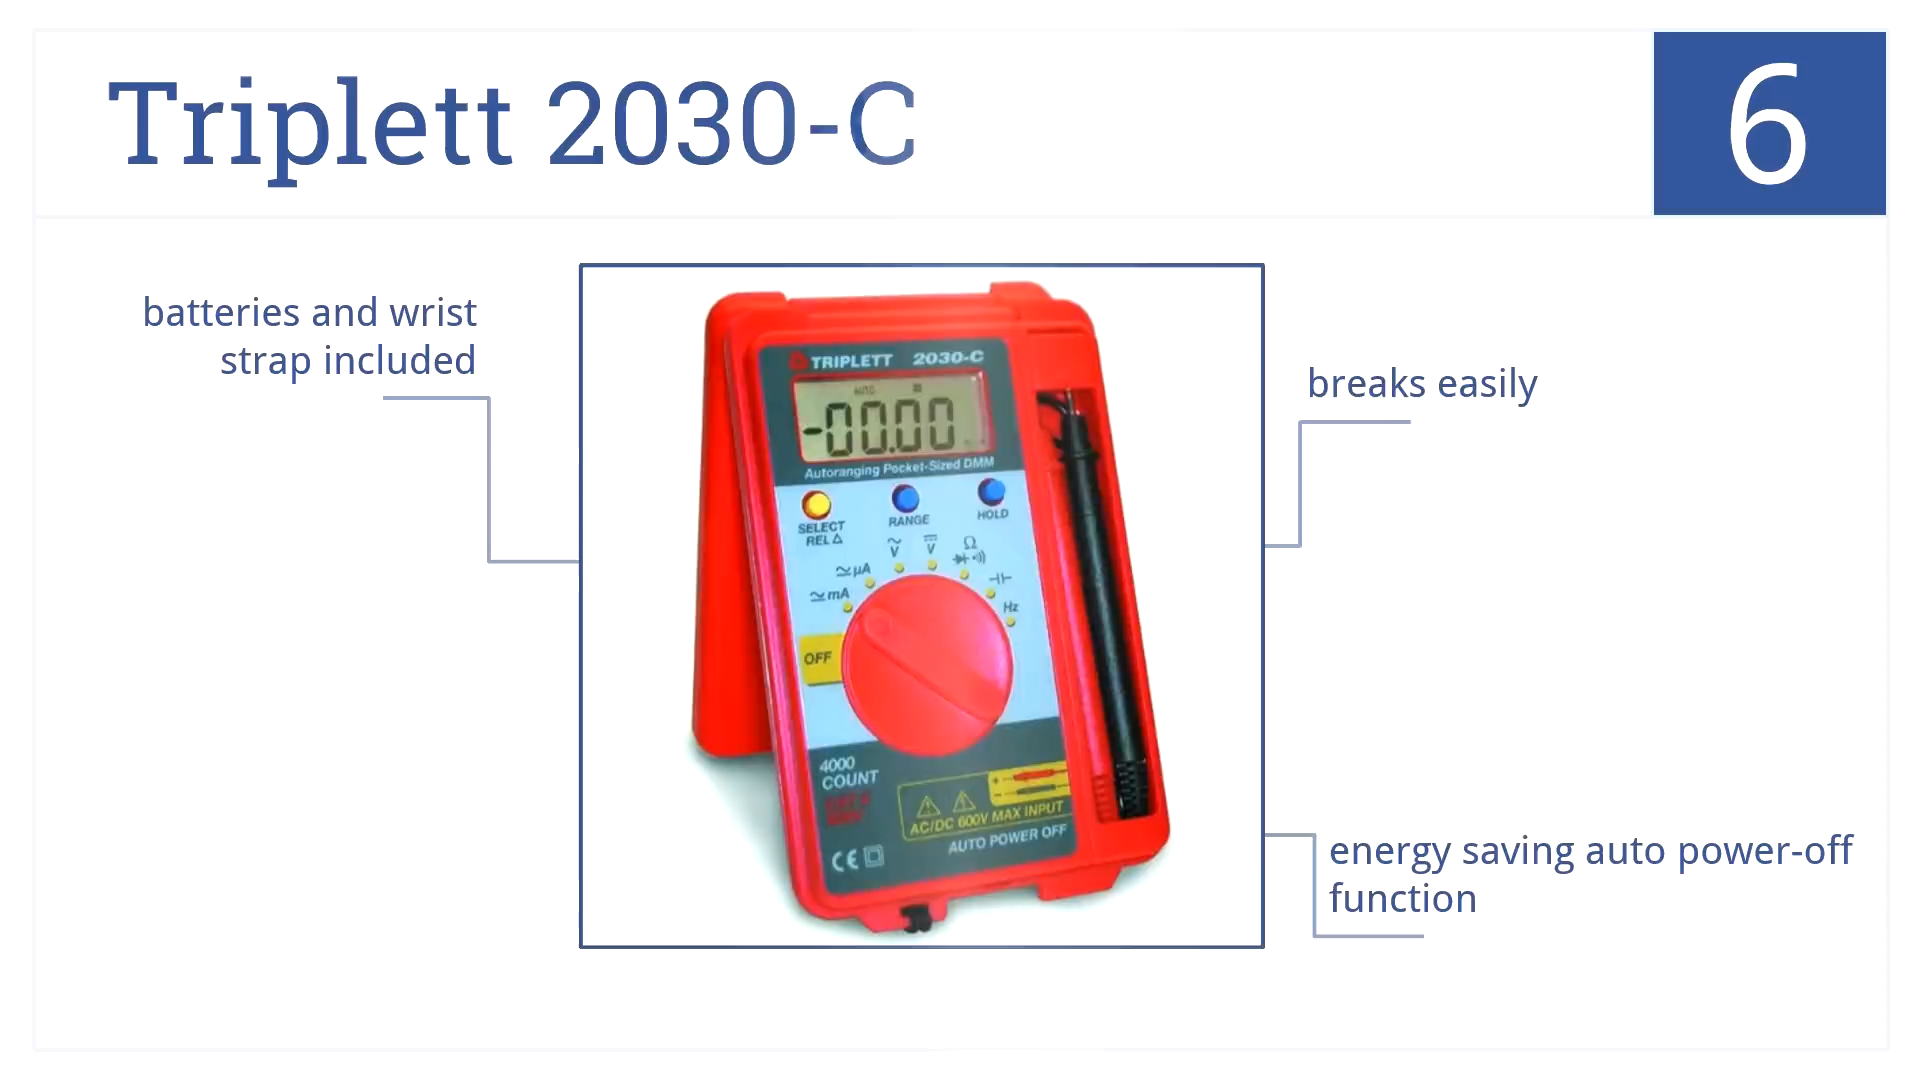 Triplett 2030-C
6
batteries and wrist
strap included
breaks easily
energy saving auto power-off
function
TRIPLETT 2030-C
AUTO
-00.00
Autoranging Pocket-Sized DMM
SELECT
REL Δ
RANGE
HOLD
V
V
Ω
μA
mA
Hz
OFF
4000
COUNT
AC/DC 600V MAX INPUT
AUTO POWER OFF
CE